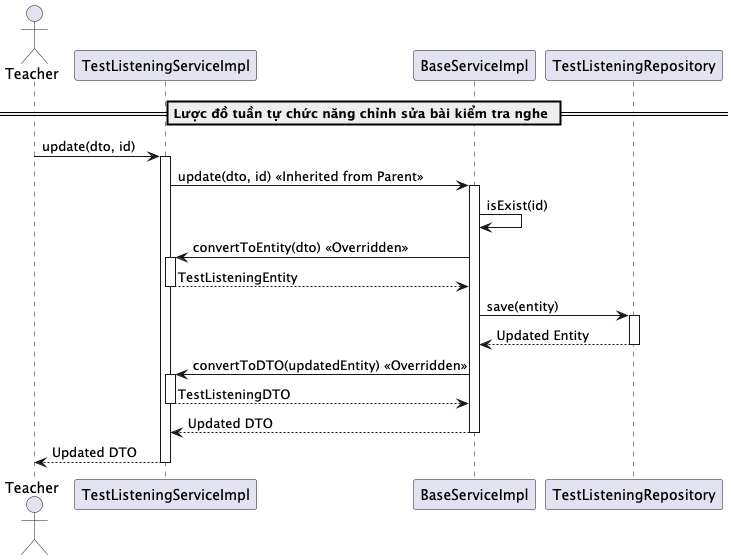 Teacher
TestListeningServiceImpl
BaseServiceImpl
TestListeningRepository
Lược đồ tuần tự chức năng chỉnh sửa bài kiểm tra nghe
update(dto, id)
update(dto, id) «Inherited from Parent»
isExist(id)
convertToEntity(dto) «Overridden»
TestListeningEntity
save(entity)
Updated Entity
convertToDTO(updatedEntity) «Overridden»
TestListeningDTO
Updated DTO
Updated DTO
Teacher
TestListeningServiceImpl
BaseServiceImpl
TestListeningRepository